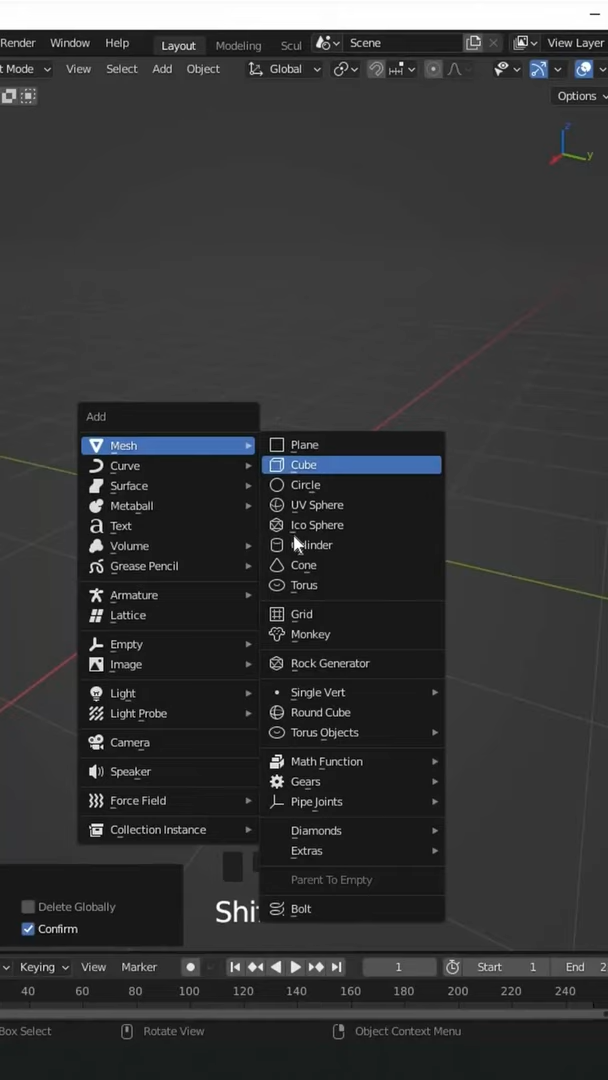 Render Window Help Layout Modeling Scul Scene View Layer
t Mode View Select Add Object Global
Options
z
y
Add
Mesh
Curve
Surface
Metaball
Text
Volume
Grease Pencil
Armature
Lattice
Empty
Image
Light
Light Probe
Camera
Speaker
Force Field
Collection Instance
Plane
Cube
Circle
UV Sphere
Ico Sphere
Cylinder
Cone
Torus
Grid
Monkey
Rock Generator
Single Vert
Round Cube
Torus Objects
Math Function
Gears
Pipe Joints
Diamonds
Extras
Parent To Empty
Bolt
Delete Globally
Confirm
Shi
Keying View Marker 1 Start 1 End 2
40 60 80 100 120 140 160 180 200 220 240
Box Select Rotate View Object Context Menu